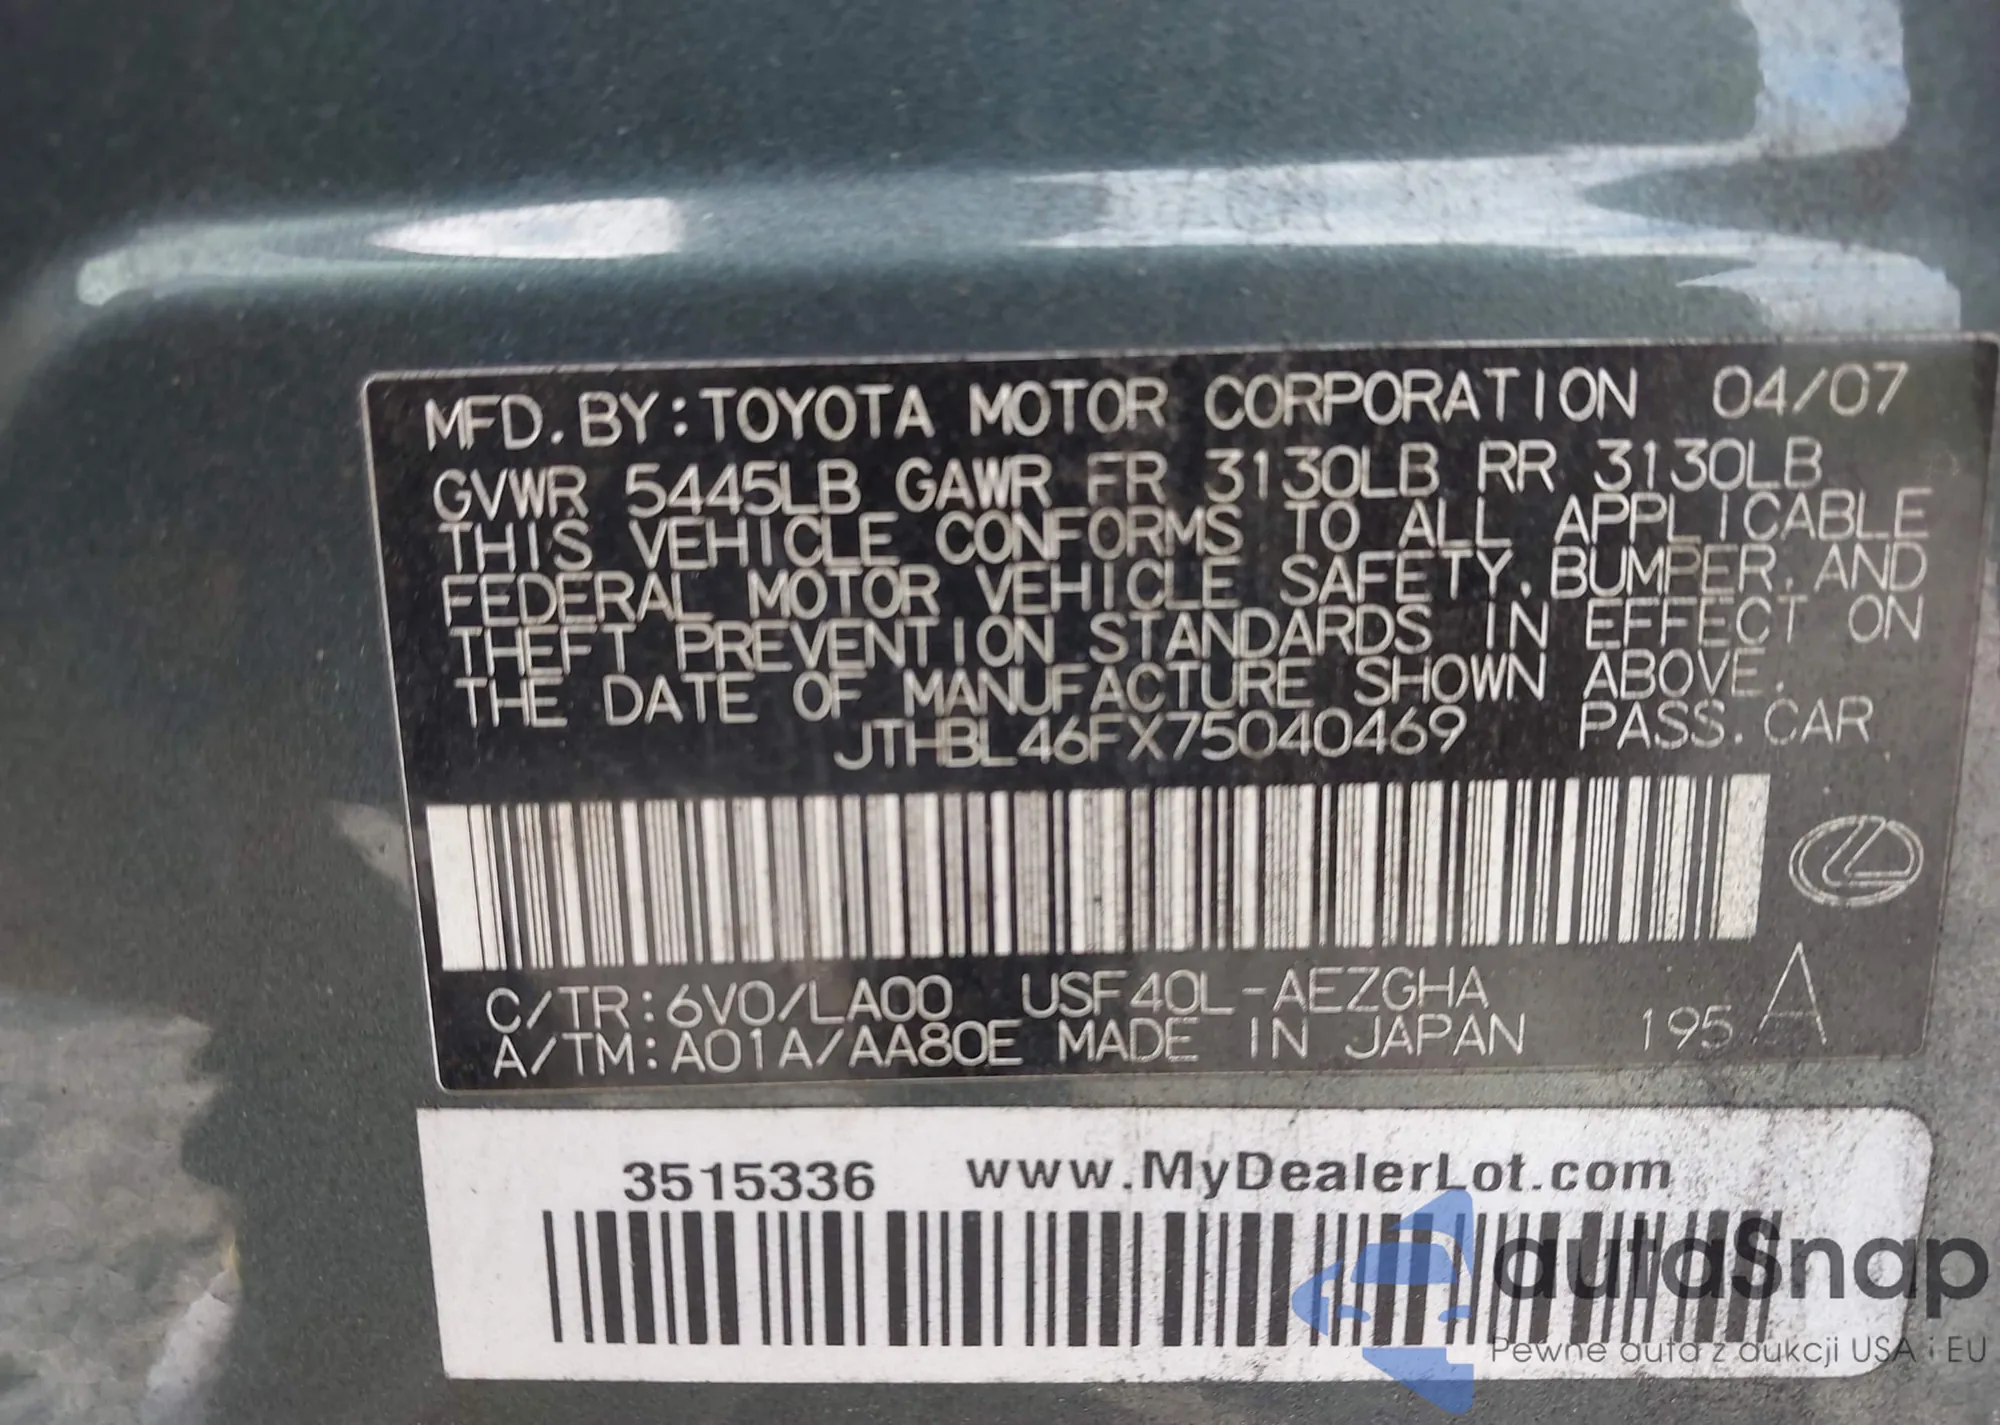 MFD. BY: TOYOTA MOTOR CORPORATION 04/07
GVWR 5445LB GAWR FR 3130LB RR 3130LB
THIS VEHICLE CONFORMS TO ALL APPLICABLE
FEDERAL MOTOR VEHICLE SAFETY, BUMPER, AND
THEFT PREVENTION STANDARDS IN EFFECT ON
THE DATE OF MANUFACTURE SHOWN ABOVE.
JTHBL46FX75040469 PASS. CAR
C/TR: 6V0/LA00 USF40L-AEZGHA
A/TM: A01A/AA80E MADE IN JAPAN 195 A
3515336 www.MyDealerLot.com
autaSnap
Pewne auta z aukcji USA i EU